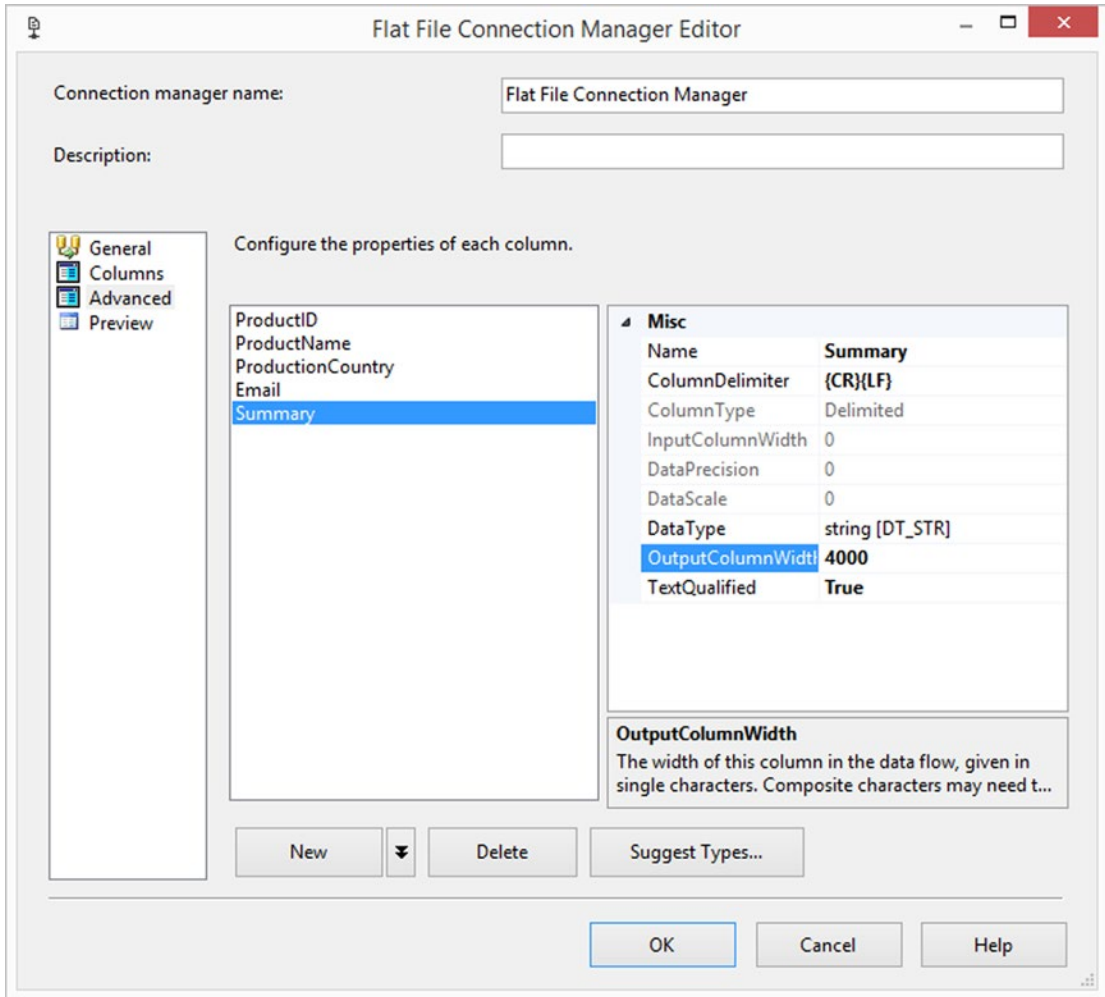 Flat File Connection Manager Editor
Connection manager name:
Flat File Connection Manager
Description:
General
Columns
Advanced
Preview
Configure the properties of each column.
ProductID
ProductName
ProductionCountry
Email
Summary
Misc
Name Summary
ColumnDelimiter {CR}{LF}
ColumnType Delimited
InputColumnWidth 0
DataPrecision 0
DataScale 0
DataType string [DT_STR]
OutputColumnWidth 4000
TextQualified True
OutputColumnWidth
The width of this column in the data flow, given in
single characters. Composite characters may need t...
New
Delete
Suggest Types...
OK
Cancel
Help